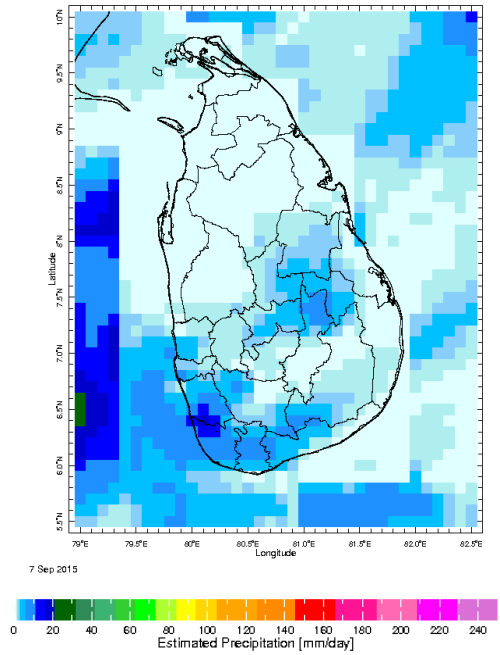 10°N
9.5°N
9°N
8.5°N
8°N
7.5°N
7.0°N
6.5°N
6.0°N
5.5°N
Latitude
79°E 79.5°E 80°E 80.5°E 81.0°E 81.5°E 82.0°E 82.5°E
Longitude
7 Sep 2015
0 20 40 60 80 100 120 140 160 180 200 220 240
Estimated Precipitation [mm/day]